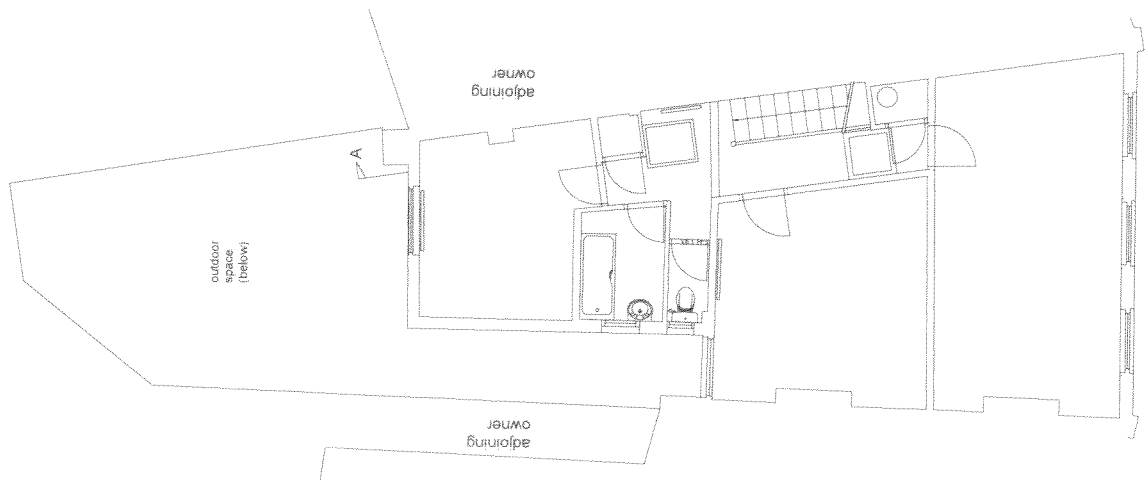 adjoining
owner
A
outdoor
space
(below)
adjoining
owner